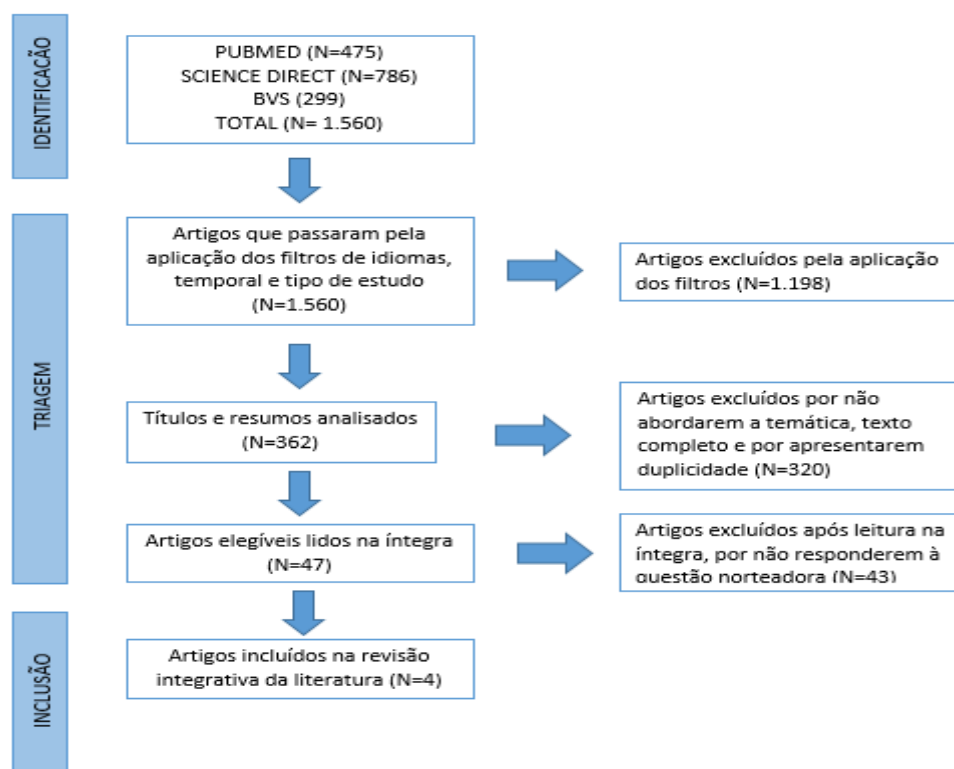 IDENTIFICACÃO
PUBMED (N=475)
SCIENCE DIRECT (N=786)
BVS (299)
TOTAL (N= 1.560)
TRIAGEM
Artigos que passaram pela
aplicação dos filtros de idiomas,
temporal e tipo de estudo
(N=1.560)
Artigos excluídos pela aplicação
dos filtros (N=1.198)
Títulos e resumos analisados
(N=362)
Artigos excluídos por não
abordarem a temática, texto
completo e por apresentarem
duplicidade (N=320)
Artigos elegíveis lidos na íntegra
(N=47)
Artigos excluídos após leitura na
íntegra, por não responderem à
questão norteadora (N=43)
INCLUSÃO
Artigos incluídos na revisão
integrativa da literatura (N=4)